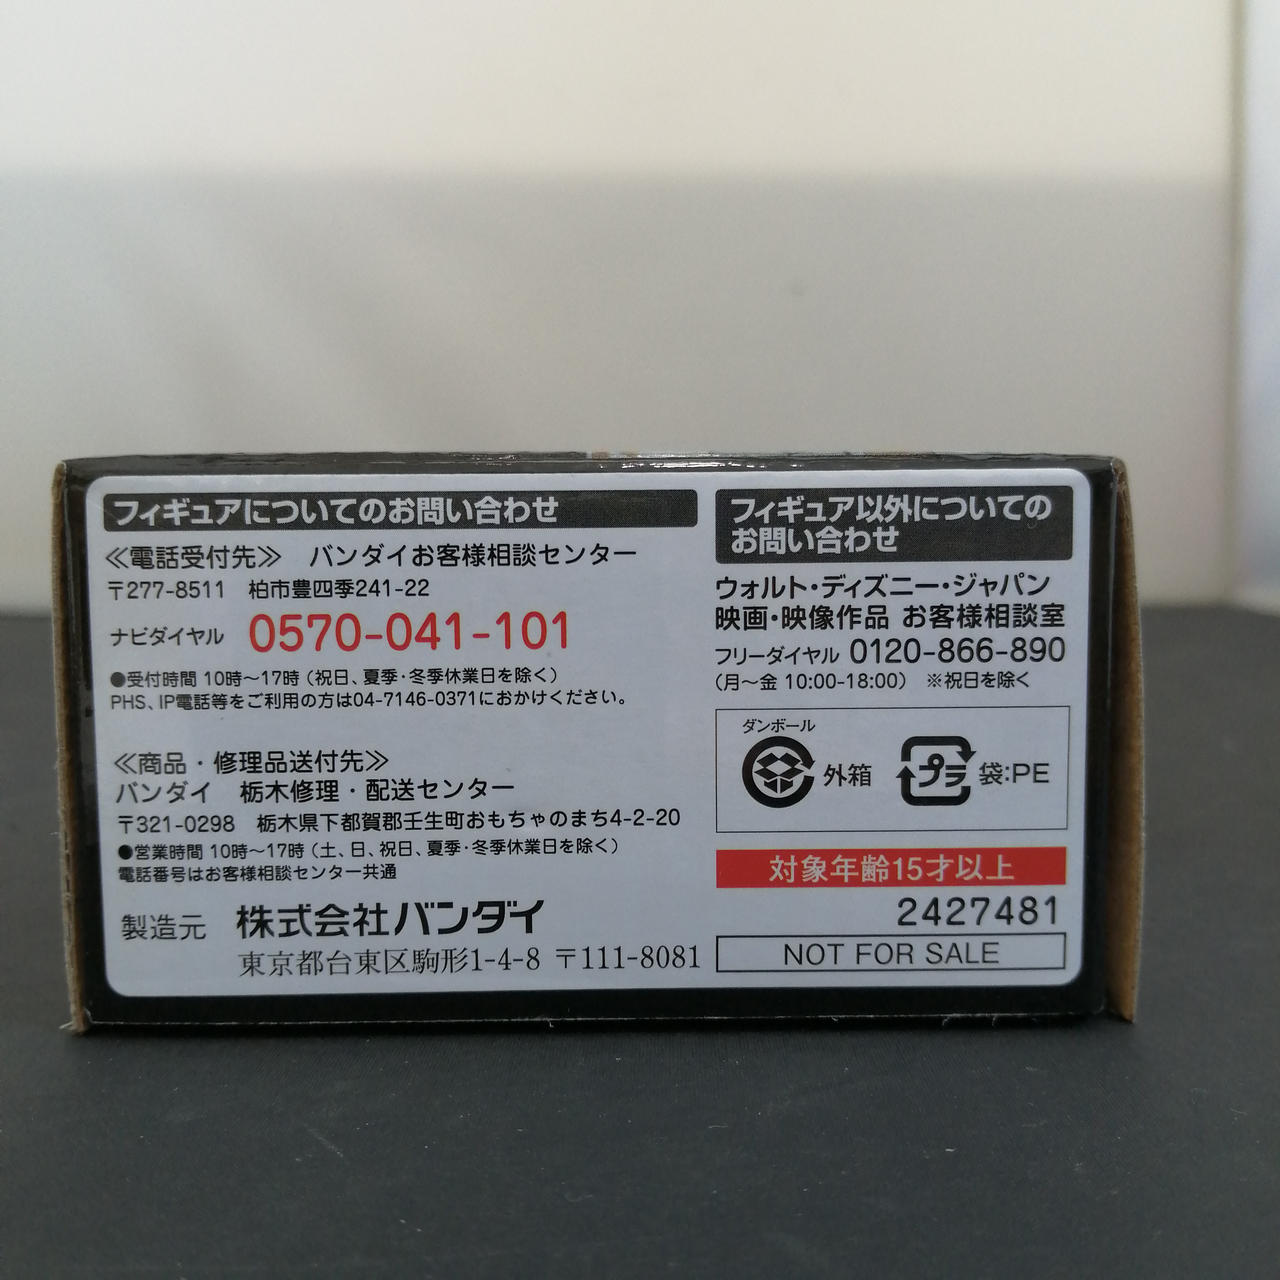 フィギュアについてのお問い合わせ
≪電話受付先≫ バンダイお客様相談センター
〒277-8511 柏市豊四季241-22
ナビダイヤル 0570-041-101
●受付時間 10時〜17時（祝日、夏季・冬季休業日を除く）
PHS、IP電話等をご利用の方は04-7146-0371におかけください。
≪商品・修理品送付先≫
バンダイ 栃木修理・配送センター
〒321-0298 栃木県下都賀郡壬生町おもちゃのまち4-2-20
●営業時間 10時〜17時（土、日、祝日、夏季・冬季休業日を除く）
電話番号はお客様相談センター共通
製造元 株式会社バンダイ
東京都台東区駒形1-4-8 〒111-8081
フィギュア以外についての
お問い合わせ
ウォルト・ディズニー・ジャパン
映画・映像作品 お客様相談室
フリーダイヤル 0120-866-890
（月〜金 10:00-18:00） ※祝日を除く
ダンボール
外箱
プラ 袋:PE
対象年齢15才以上
2427481
NOT FOR SALE